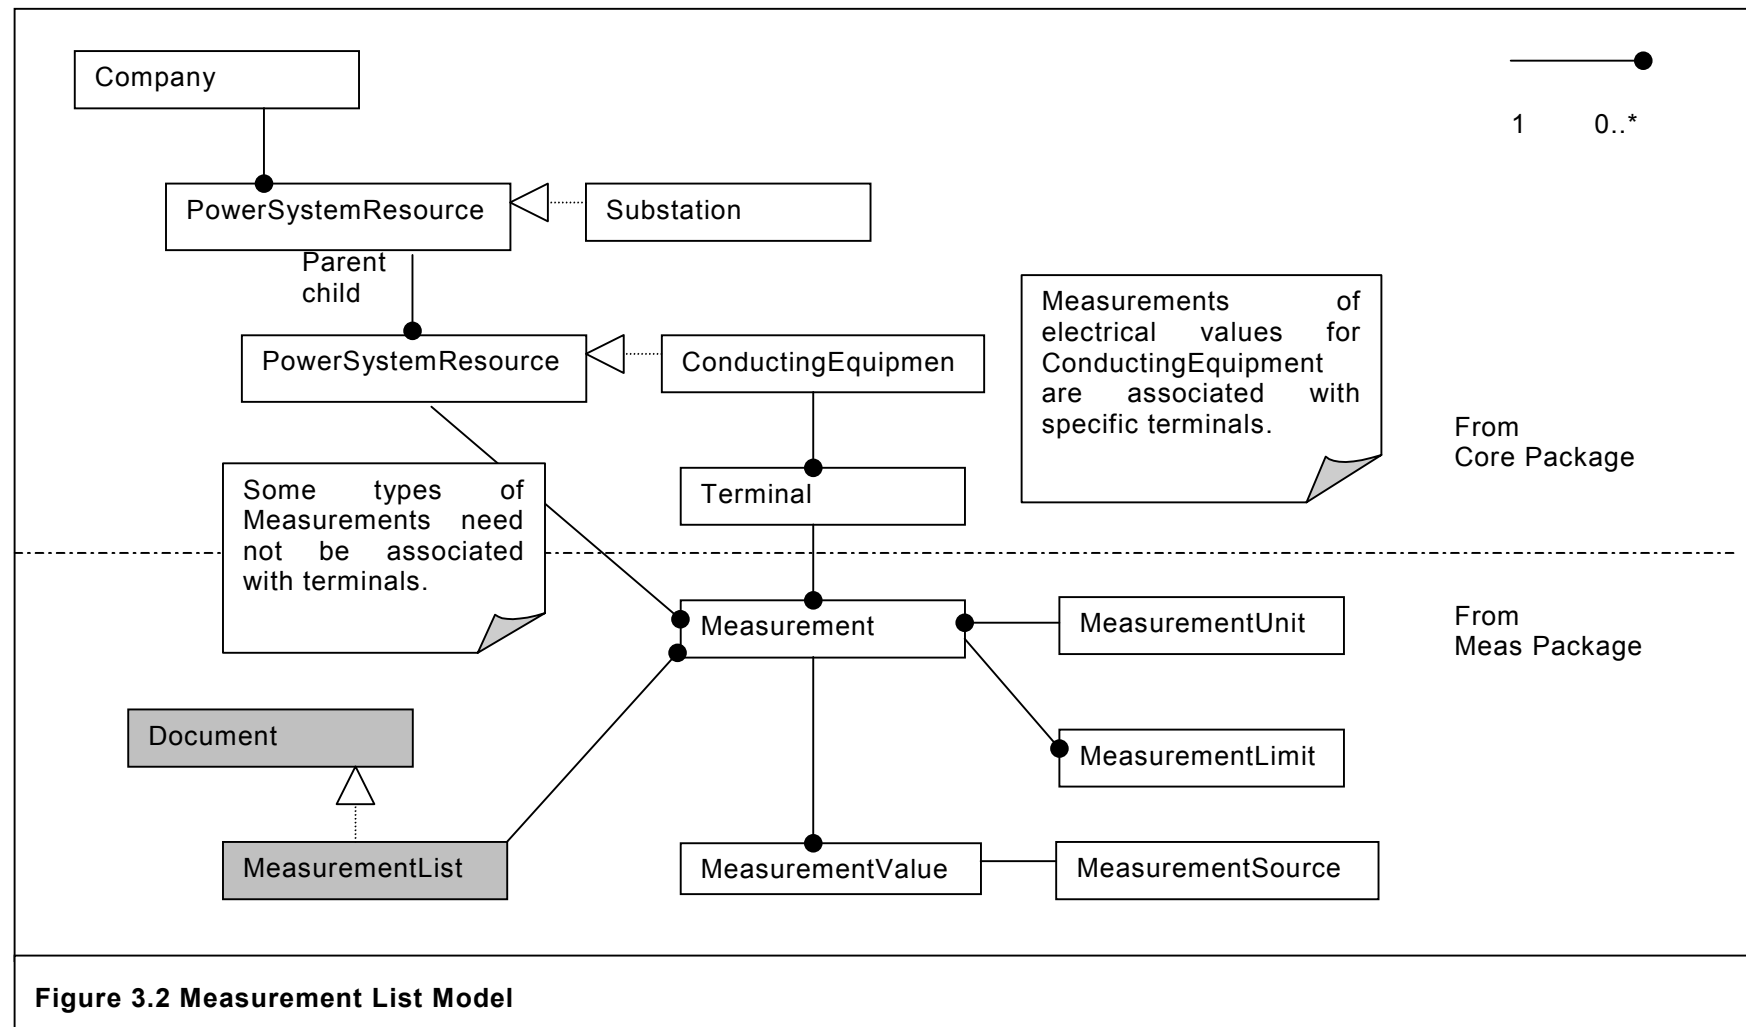 Company
1 0..*
PowerSystemResource
Substation
Parent
child
PowerSystemResource
ConductingEquipmen
Measurements of
electrical values for
ConductingEquipment
are associated with
specific terminals.
From
Core Package
Some types of
Measurements need
not be associated
with terminals.
Terminal
Measurement
MeasurementUnit
From
Meas Package
Document
MeasurementLimit
MeasurementList
MeasurementValue
MeasurementSource
Figure 3.2 Measurement List Model